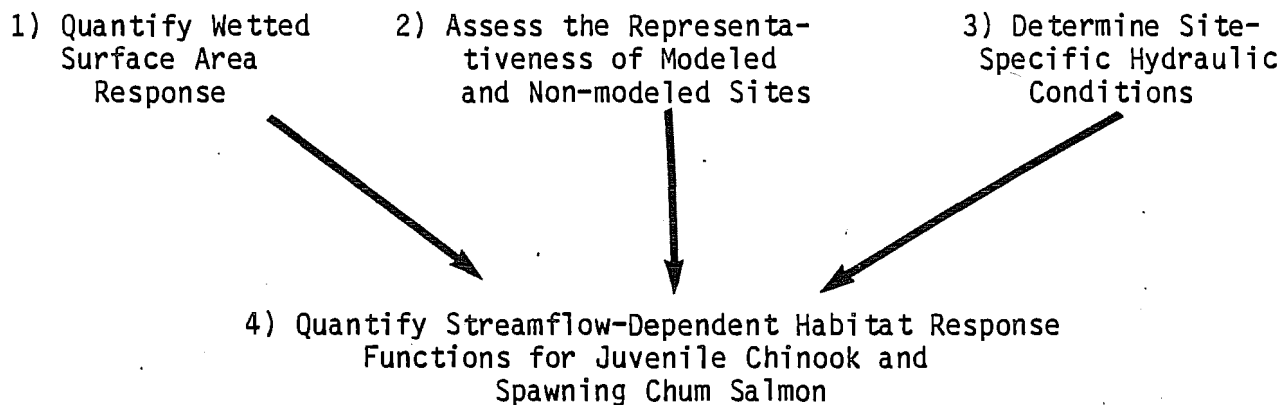 1) Quantify Wetted
Surface Area
Response
2) Assess the Representa-
tiveness of Modeled
and Non-modeled Sites
3) Determine Site-
Specific Hydraulic
Conditions
4) Quantify Streamflow-Dependent Habitat Response
Functions for Juvenile Chinook and
Spawning Chum Salmon